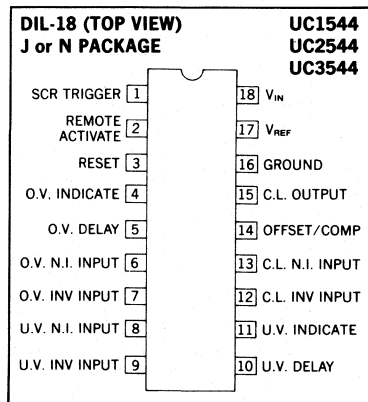 DIL-18 (TOP VIEW) UC1544
J or N PACKAGE UC2544
UC3544
SCR TRIGGER 1 18 VIN
REMOTE
ACTIVATE 2 17 VREF
RESET 3 16 GROUND
O.V. INDICATE 4 15 C.L. OUTPUT
O.V. DELAY 5 14 OFFSET/COMP
O.V. N.I. INPUT 6 13 C.L. N.I. INPUT
O.V. INV INPUT 7 12 C.L. INV INPUT
U.V. N.I. INPUT 8 11 U.V. INDICATE
U.V. INV INPUT 9 10 U.V. DELAY